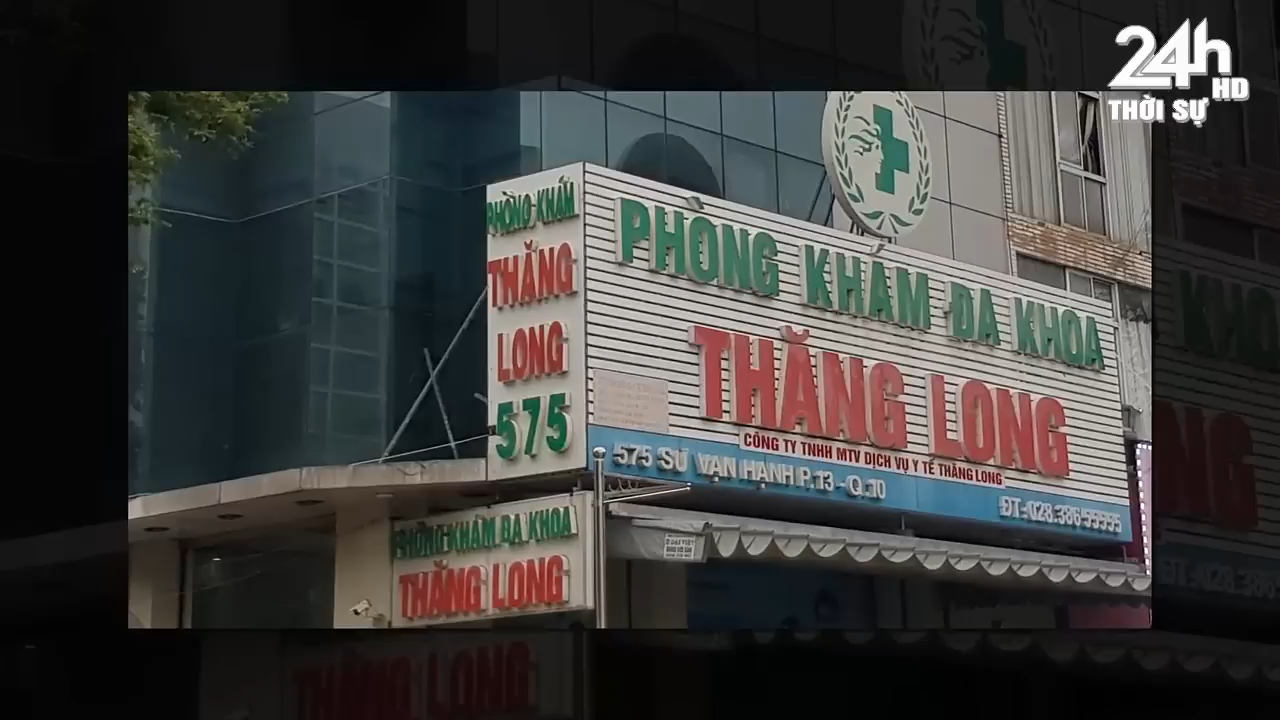 24h
HD
THỜI SỰ
PHÒNG KHÁM
THĂNG
LONG
575
PHÒNG KHÁM ĐA KHOA
THĂNG LONG
CÔNG TY TNHH MTV DỊCH VỤ Y TẾ THĂNG LONG
575 SƯ VẠN HẠNH P.13 - Q.10
ĐT: 028.386 55555
PHÒNG KHÁM ĐA KHOA
THĂNG LONG